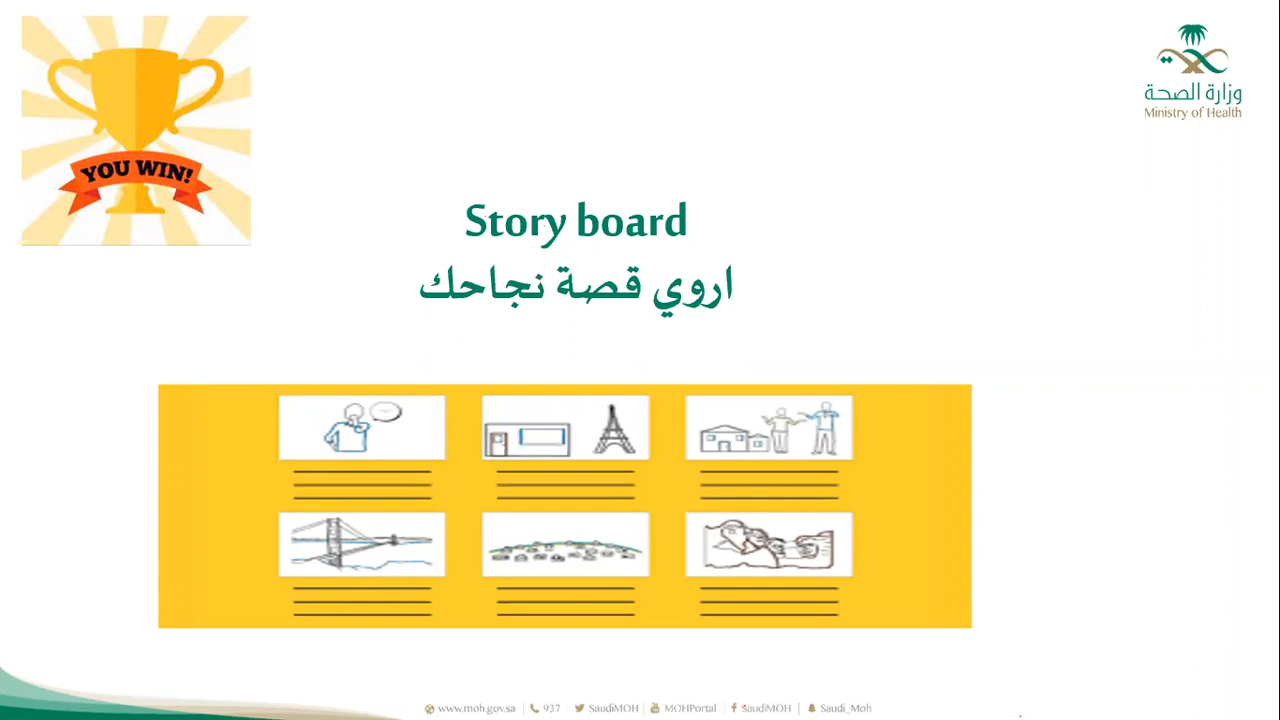 YOU WIN!
وزارة الصحة
Ministry of Health
Story board
اروي قصة نجاحك
www.moh.gov.sa 937 SaudiMOH MOHPortal SaudiMOH Saudi_Moh